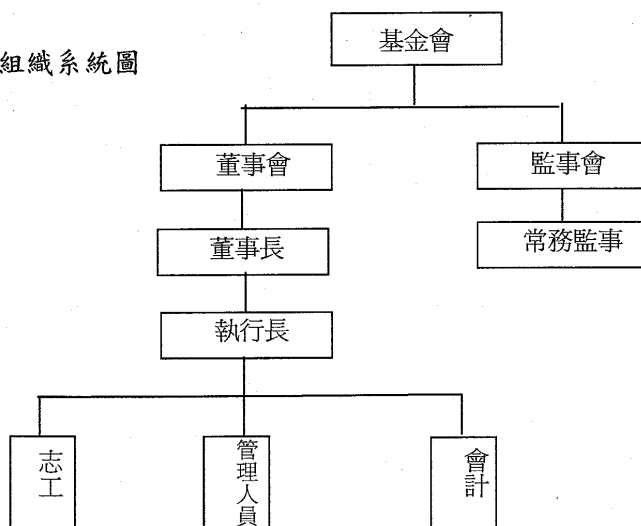 組織系統圖
基金會
董事會
監事會
董事長
常務監事
執行長
志工
管理人員
會計